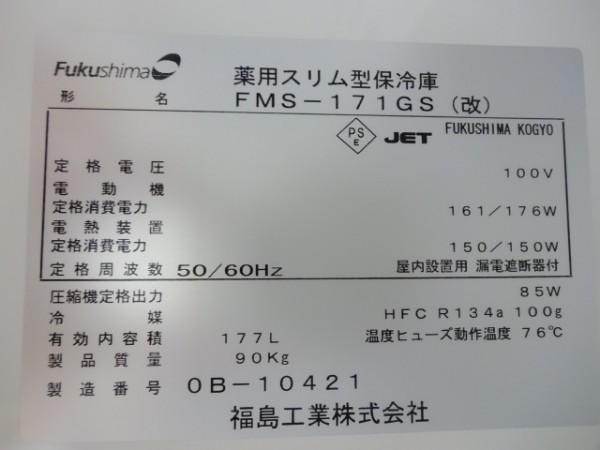 Fukushima 薬用スリム型保冷庫
形名 FMS-171GS(改)
PSE JET FUKUSHIMA KOGYO
定格電圧 100V
電動機
定格消費電力 161/176W
電熱装置
定格消費電力 150/150W
定格周波数 50/60Hz 屋内設置用 漏電遮断器付
圧縮機定格出力 85W
冷媒 HFC R134a 100g
有効内容積 177L 温度ヒューズ動作温度 76℃
製品質量 90Kg
製造番号 0B-10421
福島工業株式会社